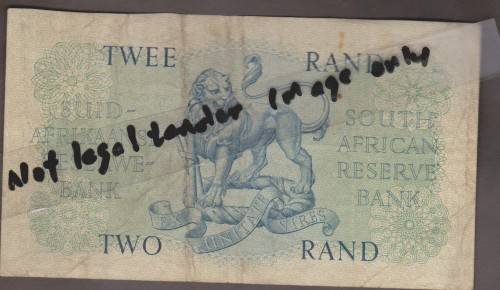 TWEE RAND
Not legal tender Image only
SUID-
AFRIKAANSE
RESERWE-
BANK
SOUTH
AFRICAN
RESERVE
BANK
EX UNITATE VIRES
TWO RAND